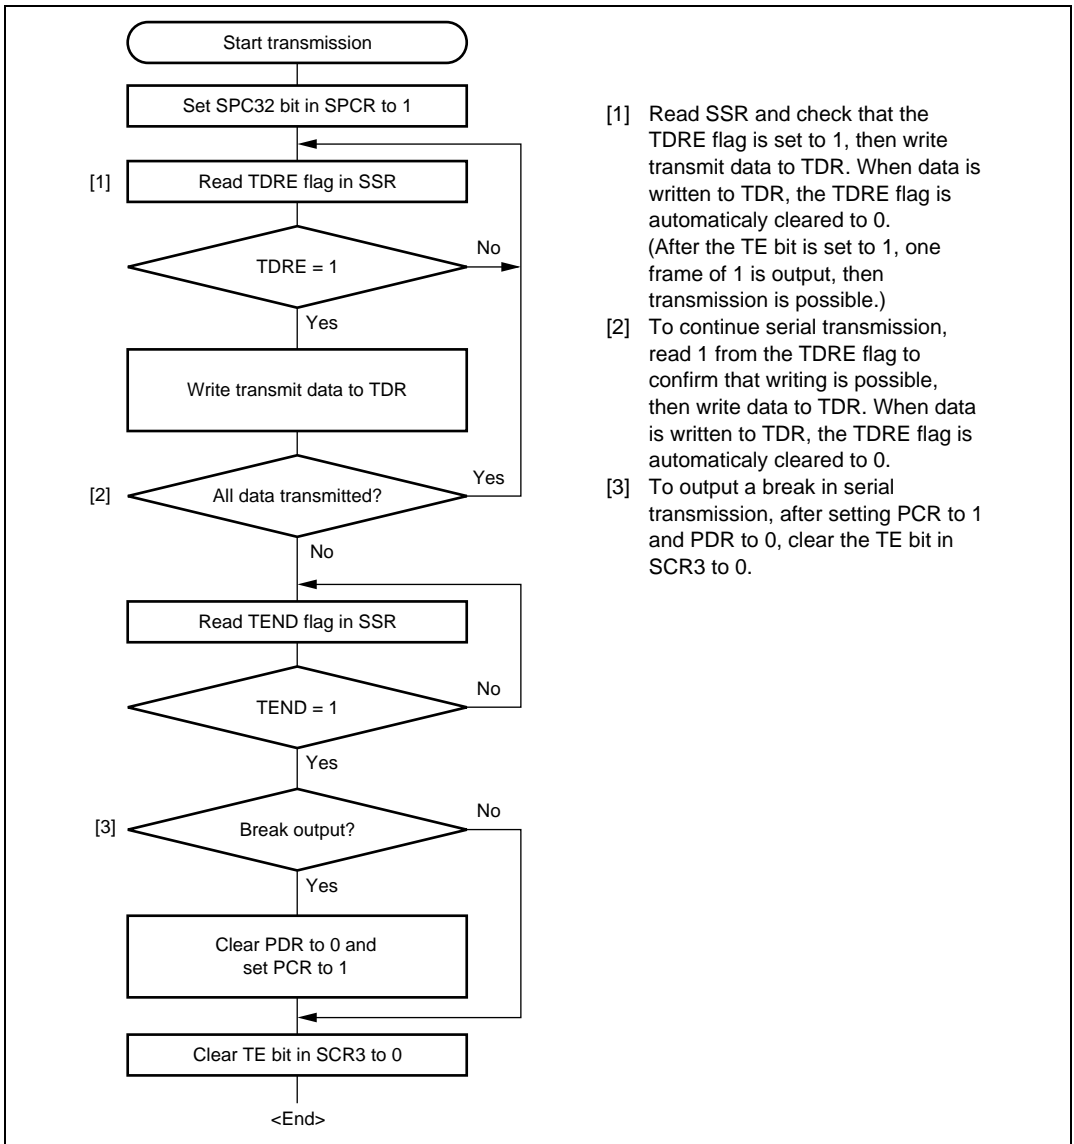 Start transmission
Set SPC32 bit in SPCR to 1
[1]
Read TDRE flag in SSR
No
TDRE = 1
Yes
Write transmit data to TDR
Yes
[2]
All data transmitted?
No
Read TEND flag in SSR
No
TEND = 1
Yes
No
[3]
Break output?
Yes
Clear PDR to 0 and
set PCR to 1
Clear TE bit in SCR3 to 0
<End>
[1] Read SSR and check that the
TDRE flag is set to 1, then write
transmit data to TDR. When data is
written to TDR, the TDRE flag is
automaticaly cleared to 0.
(After the TE bit is set to 1, one
frame of 1 is output, then
transmission is possible.)
[2] To continue serial transmission,
read 1 from the TDRE flag to
confirm that writing is possible,
then write data to TDR. When data
is written to TDR, the TDRE flag is
automaticaly cleared to 0.
[3] To output a break in serial
transmission, after setting PCR to 1
and PDR to 0, clear the TE bit in
SCR3 to 0.